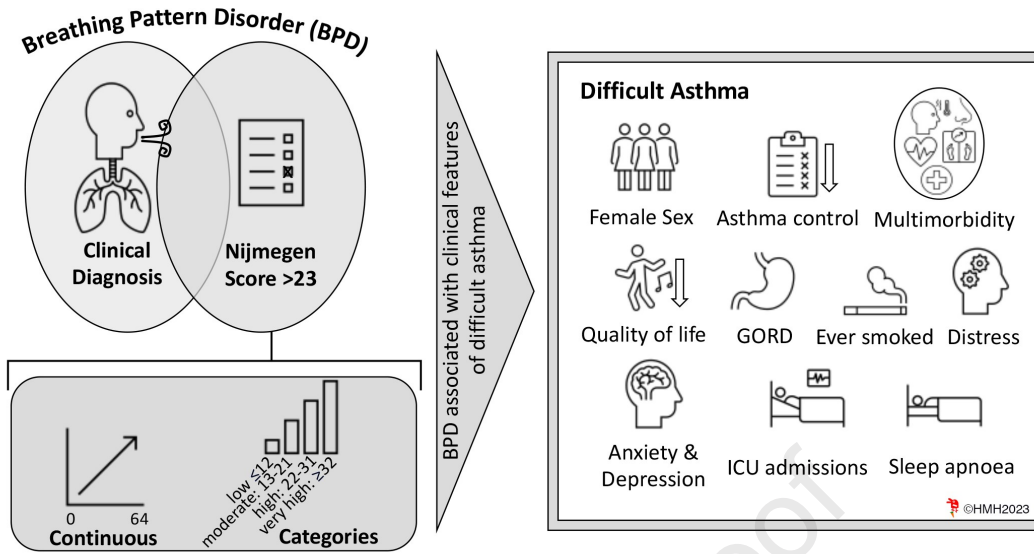 Breathing Pattern Disorder (BPD)
Clinical
Diagnosis
Nijmegen
Score >23
0
64
Continuous
low ≤12
moderate: 13-21
high: 22-31
very high: ≥32
Categories
BPD associated with clinical features
of difficult asthma
Difficult Asthma
Female Sex
Asthma control
Multimorbidity
Quality of life
GORD
Ever smoked
Distress
Anxiety &
Depression
ICU admissions
Sleep apnoea
©HMH2023